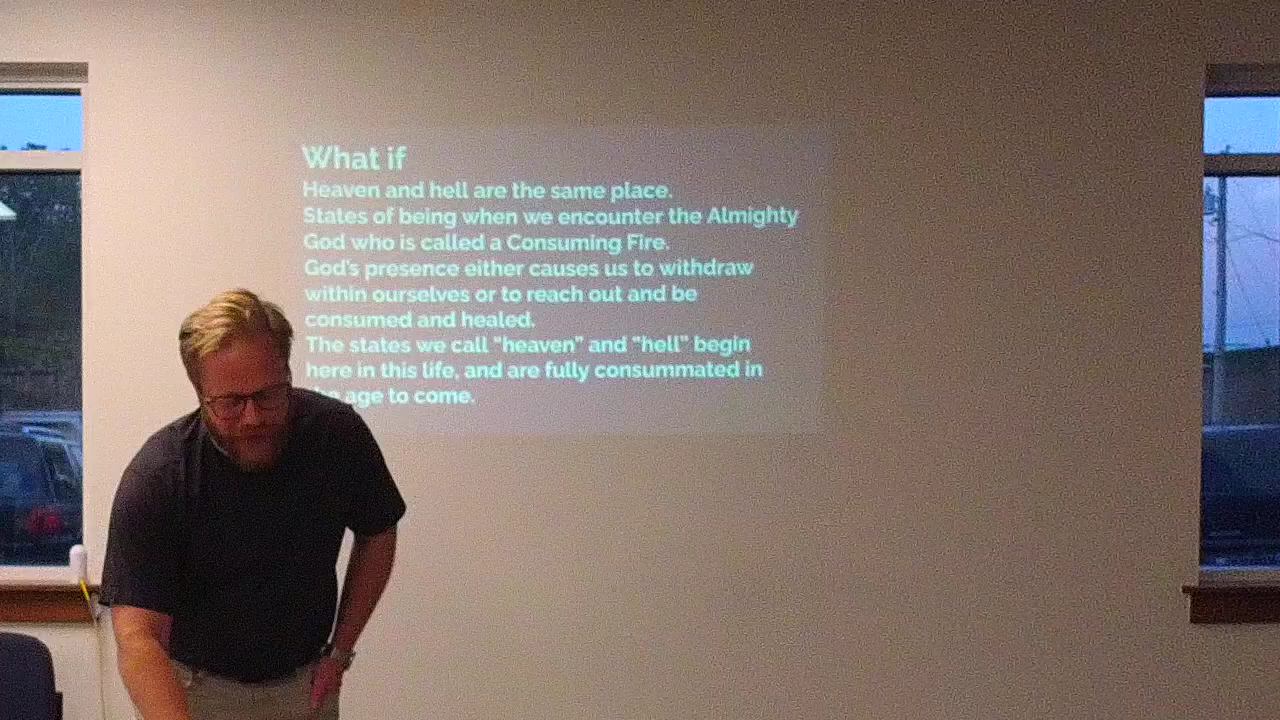 What if
Heaven and hell are the same place.
States of being when we encounter the Almighty
God who is called a Consuming Fire.
God's presence either causes us to withdraw
within ourselves or to reach out and be
consumed and healed.
The states we call "heaven" and "hell" begin
here in this life, and are fully consummated in
age to come.